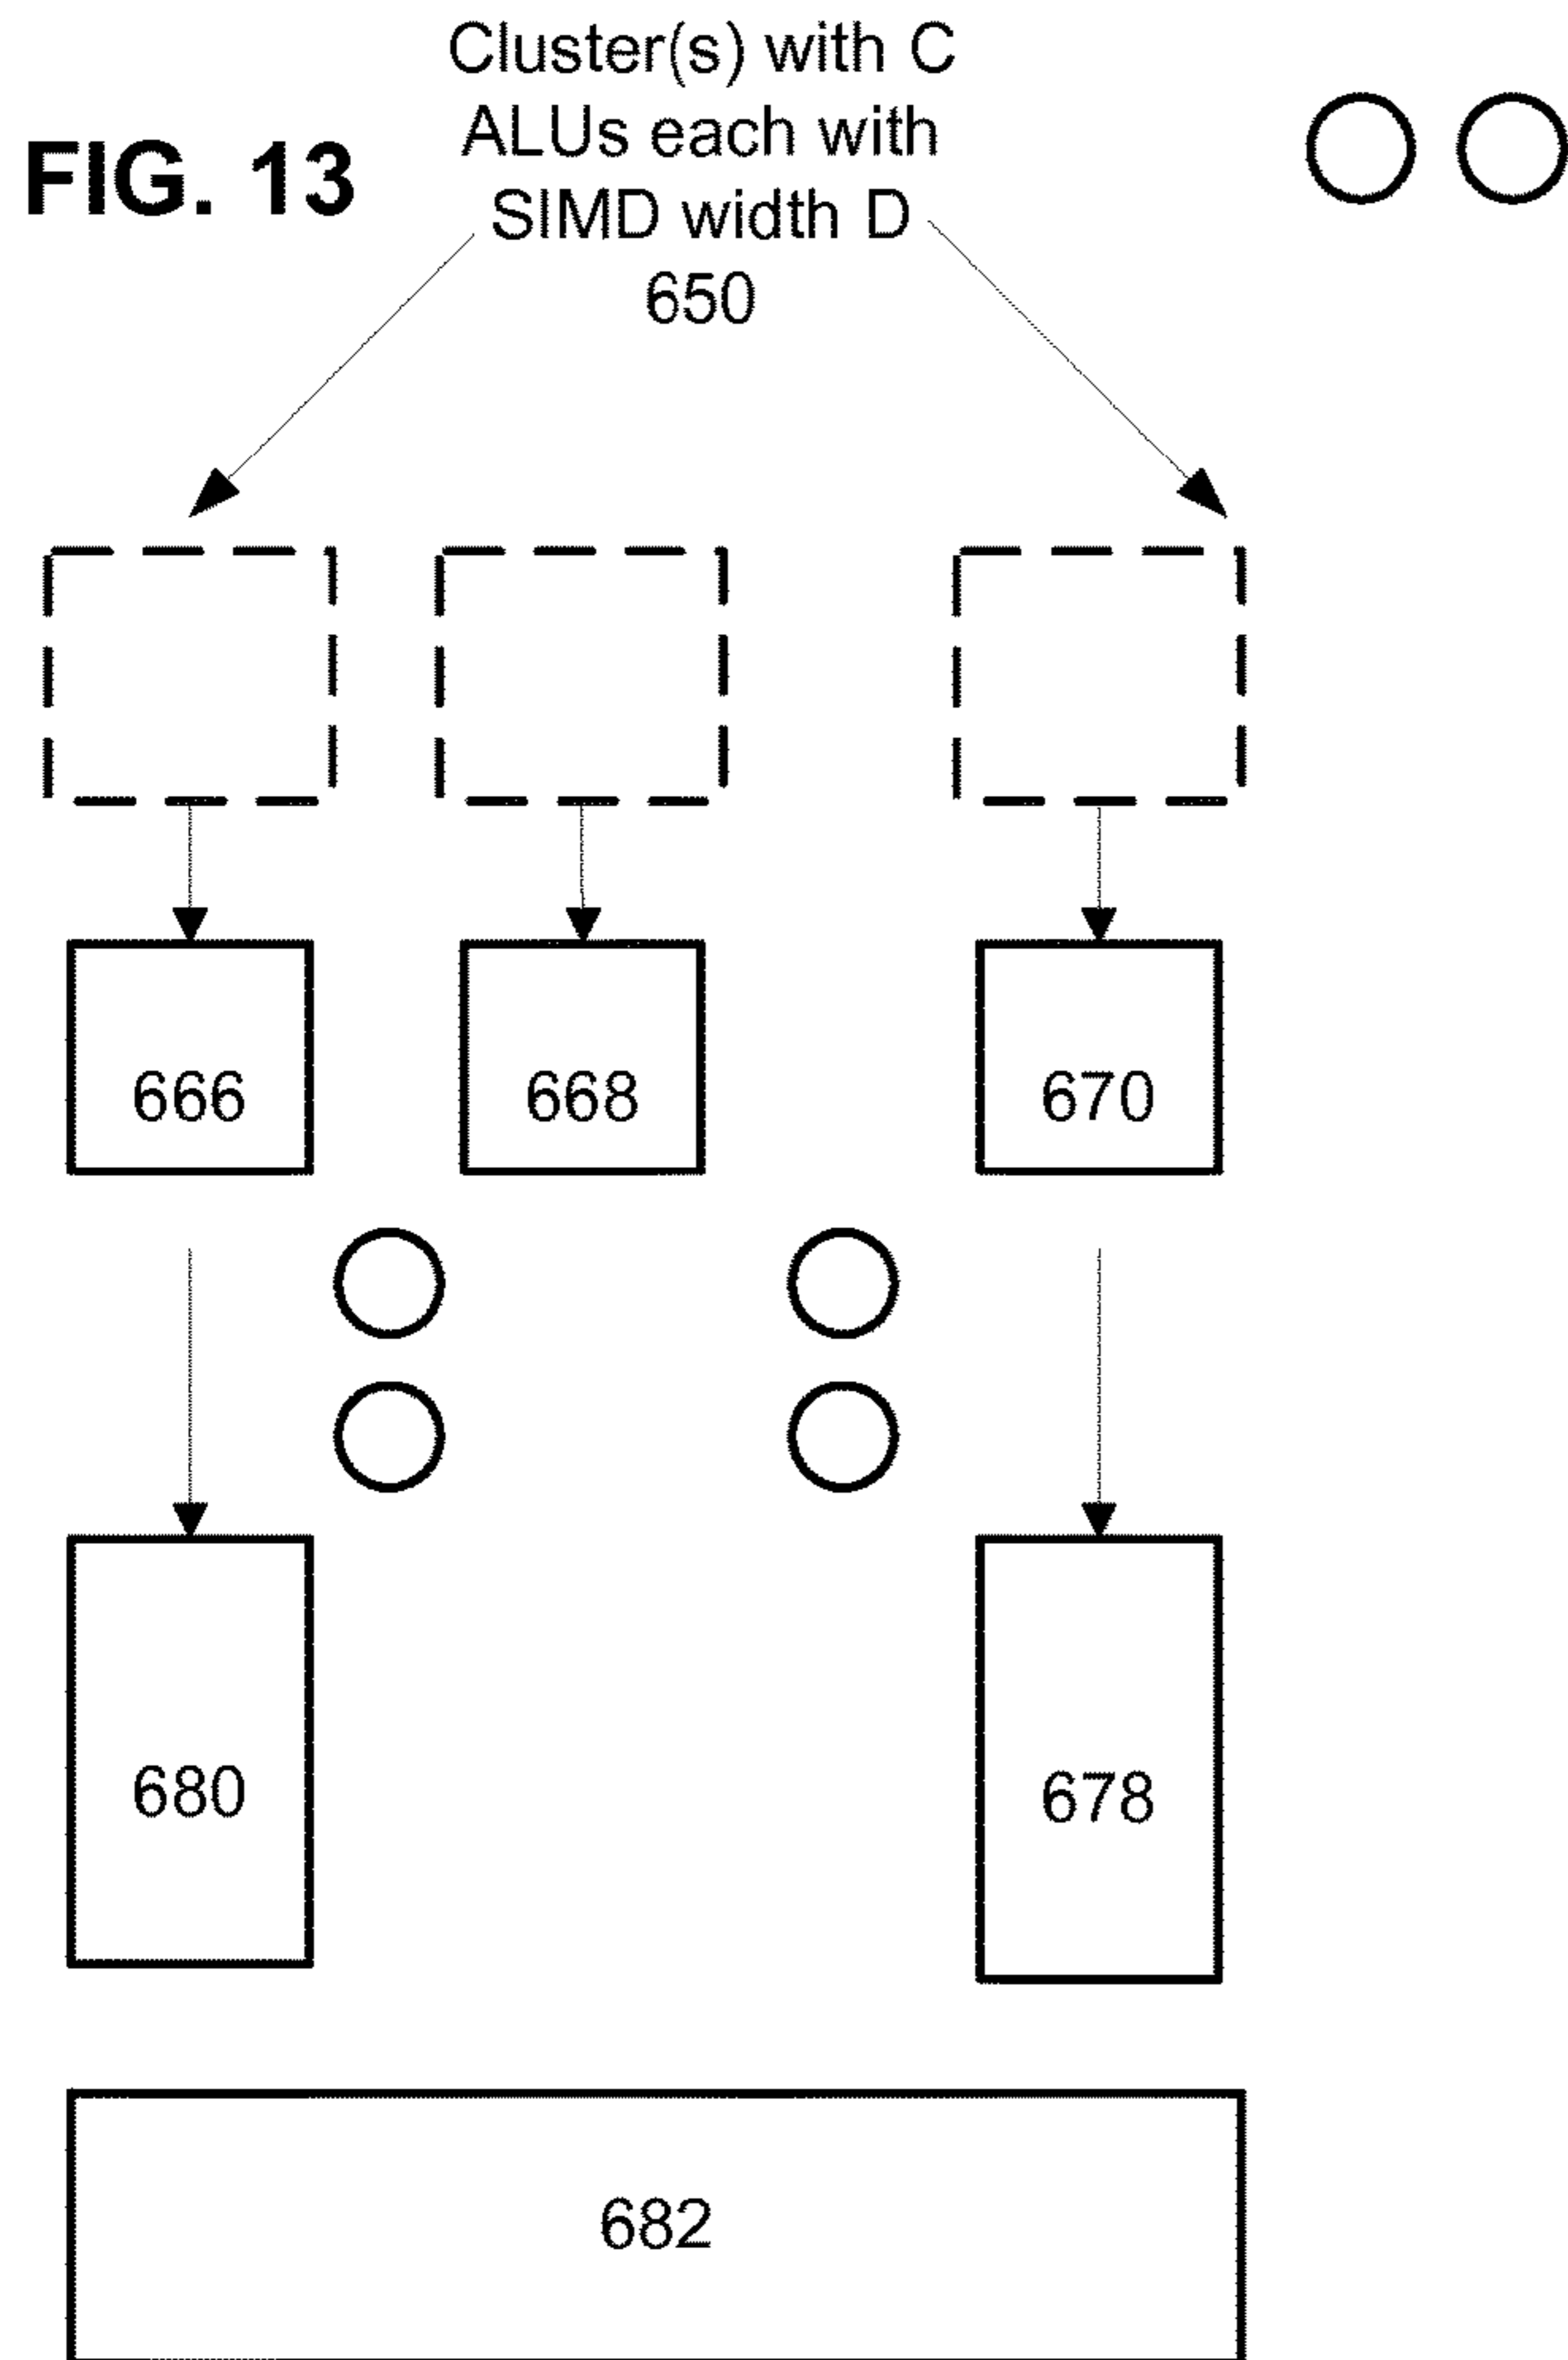 FIG. 13
Cluster(s) with C
ALUs each with
SIMD width D
650
666
668
670
680
678
682